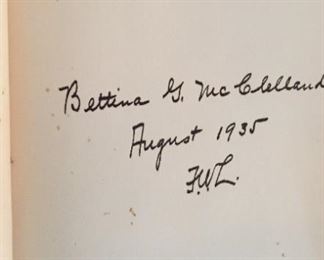 Bettina G. McClelland
August 1935
F.W.L.